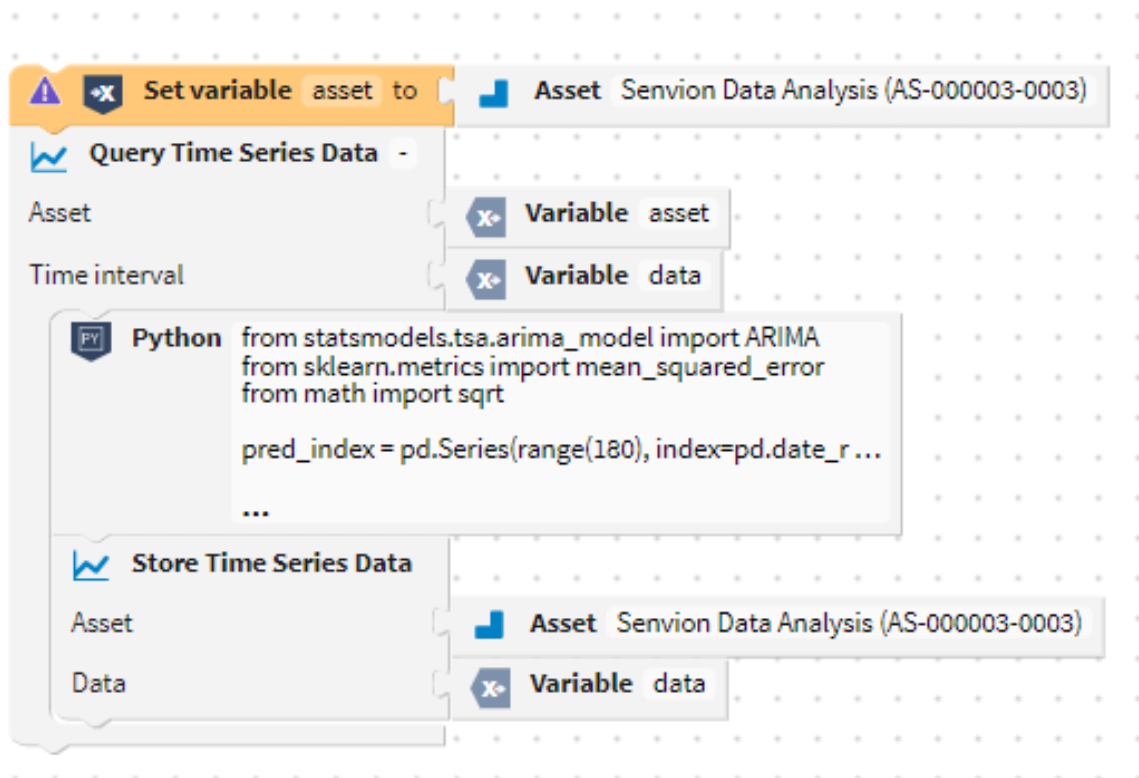 Set variable asset to Asset Senvion Data Analysis (AS-000003-0003)
Query Time Series Data -
Asset Variable asset
Time interval Variable data
PY Python from statsmodels.tsa.arima_model import ARIMA
from sklearn.metrics import mean_squared_error
from math import sqrt
pred_index = pd.Series(range(180), index=pd.date_r ...
...
Store Time Series Data
Asset Asset Senvion Data Analysis (AS-000003-0003)
Data Variable data